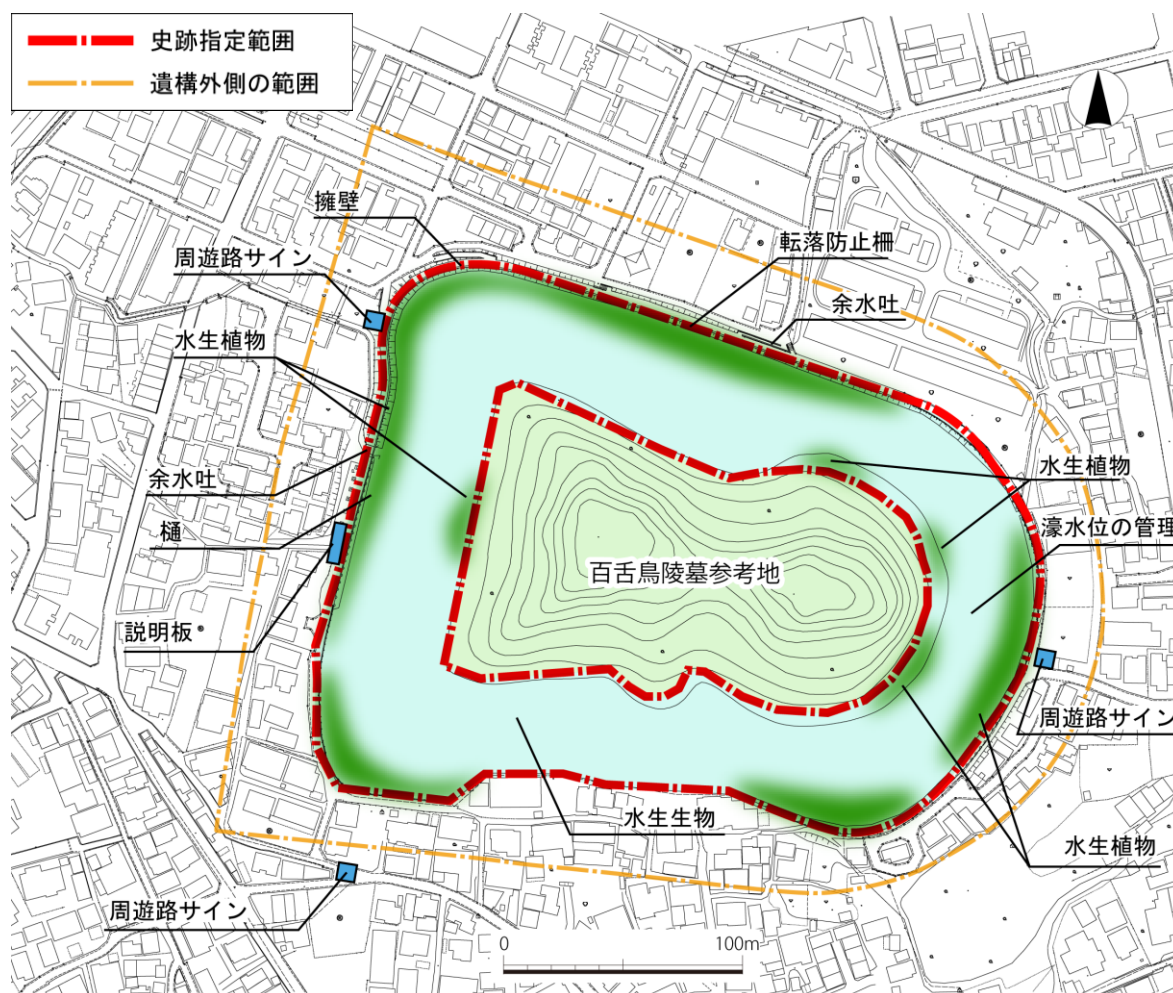 史跡指定範囲
遺構外側の範囲
擁壁
周遊路サイン
転落防止柵
余水吐
水生植物
水生植物
余水吐
濠水位の管理
樋
百舌鳥陵墓参考地
説明板
周遊路サイン
水生生物
水生植物
周遊路サイン
0 100m